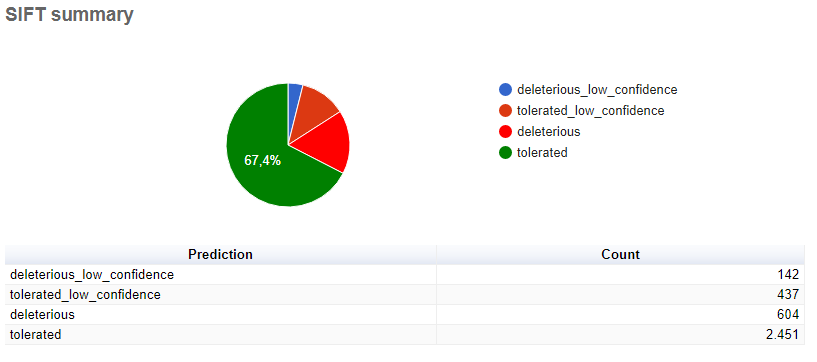 SIFT summary
deleterious_low_confidence
tolerated_low_confidence
deleterious
tolerated
67,4%
Prediction Count
deleterious_low_confidence 142
tolerated_low_confidence 437
deleterious 604
tolerated 2.451